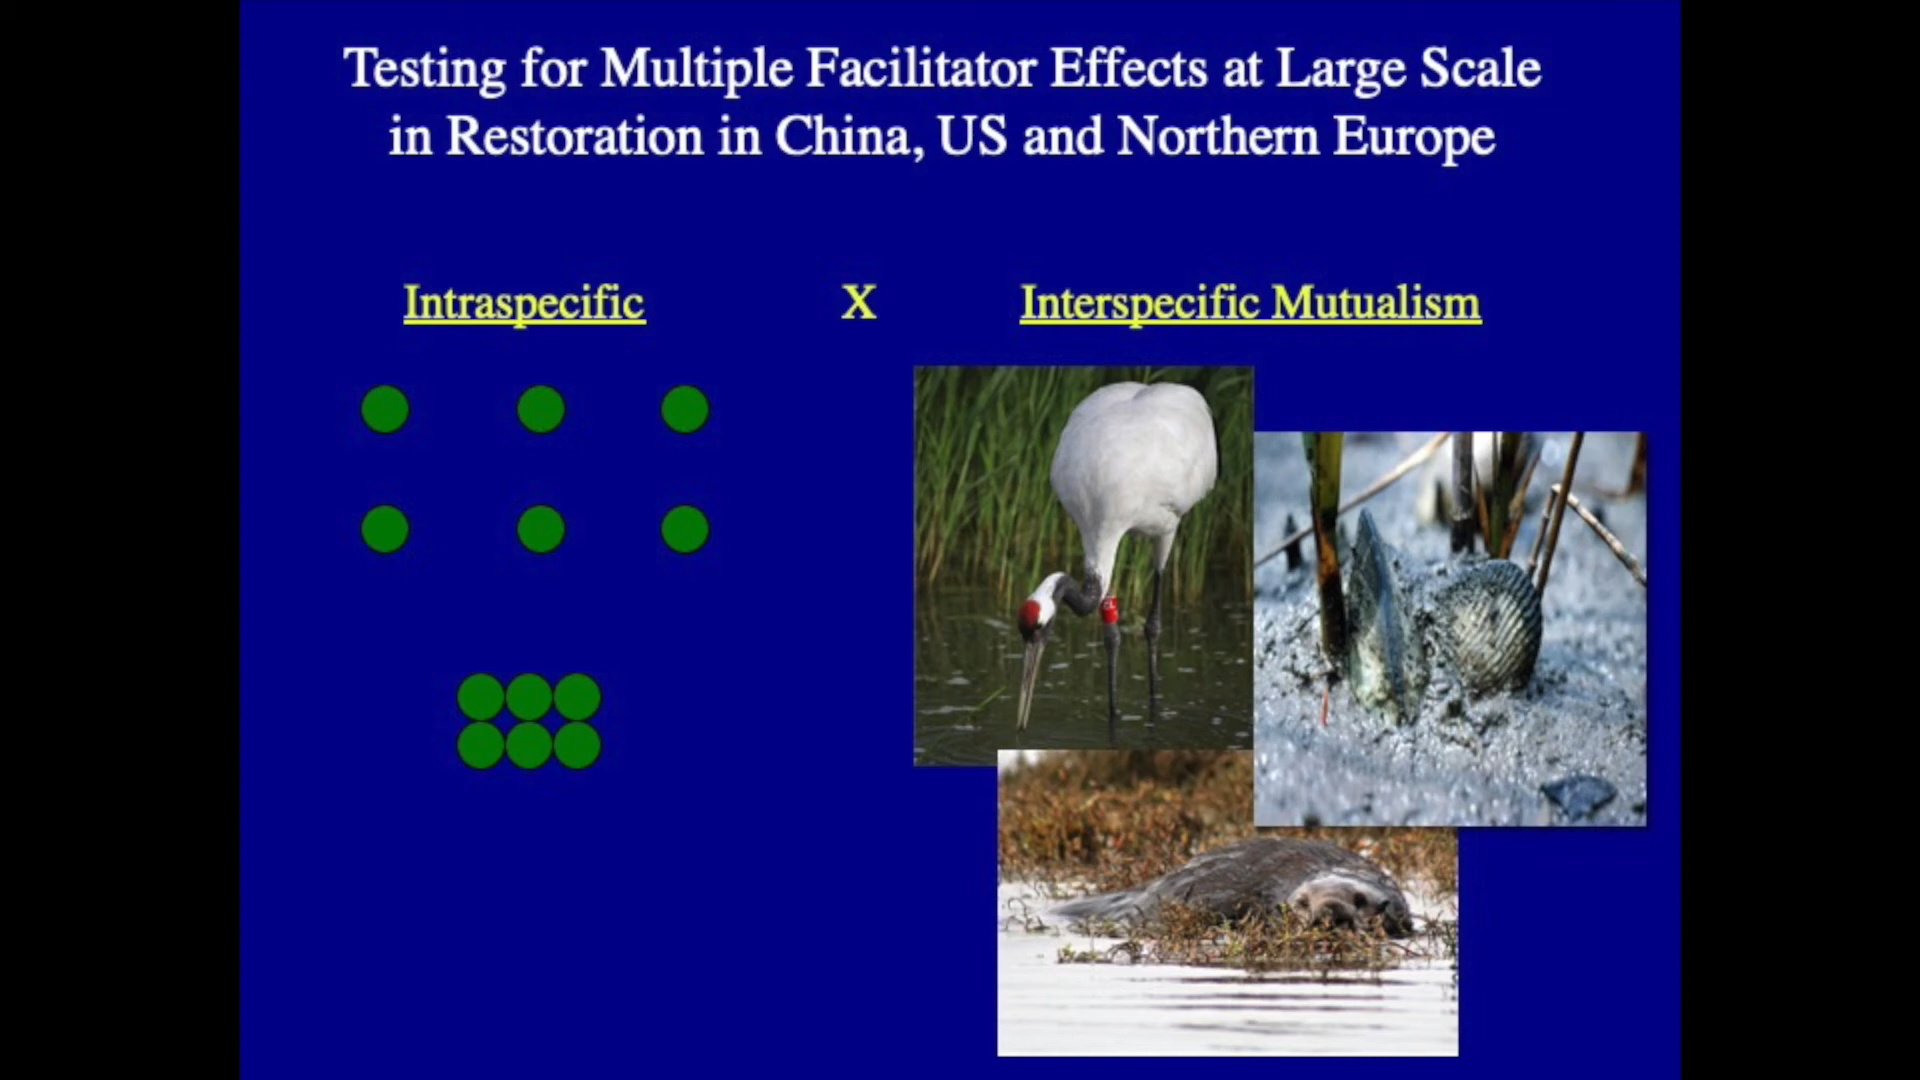 Testing for Multiple Facilitator Effects at Large Scale
in Restoration in China, US and Northern Europe
Intraspecific X Interspecific Mutualism